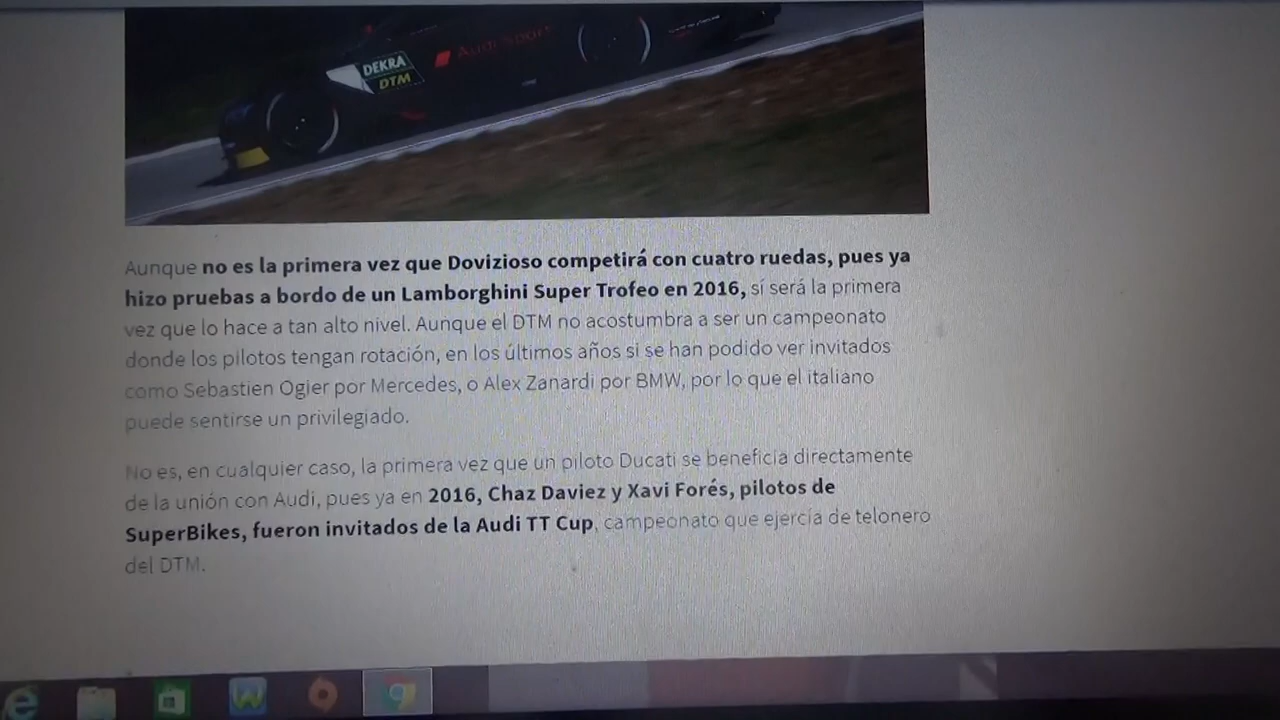 DEKRA
DTM
Audi Sport
Aunque no es la primera vez que Dovizioso competirá con cuatro ruedas, pues ya
hizo pruebas a bordo de un Lamborghini Super Trofeo en 2016, sí será la primera
vez que lo hace a tan alto nivel. Aunque el DTM no acostumbra a ser un campeonato
donde los pilotos tengan rotación, en los últimos años si se han podido ver invitados
como Sebastien Ogier por Mercedes, o Alex Zanardi por BMW, por lo que el italiano
puede sentirse un privilegiado.
No es, en cualquier caso, la primera vez que un piloto Ducati se beneficia directamente
de la unión con Audi, pues ya en 2016, Chaz Daviez y Xavi Forés, pilotos de
SuperBikes, fueron invitados de la Audi TT Cup, campeonato que ejercía de telonero
del DTM.